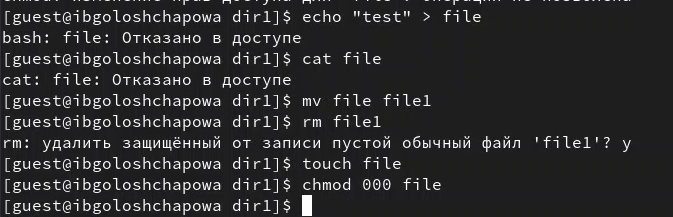 [guest@ibgoloshchapowa dir1]$ echo "test" > file
bash: file: Отказано в доступе
[guest@ibgoloshchapowa dir1]$ cat file
cat: file: Отказано в доступе
[guest@ibgoloshchapowa dir1]$ mv file file1
[guest@ibgoloshchapowa dir1]$ rm file1
rm: удалить защищённый от записи пустой обычный файл 'file1'? y
[guest@ibgoloshchapowa dir1]$ touch file
[guest@ibgoloshchapowa dir1]$ chmod 000 file
[guest@ibgoloshchapowa dir1]$